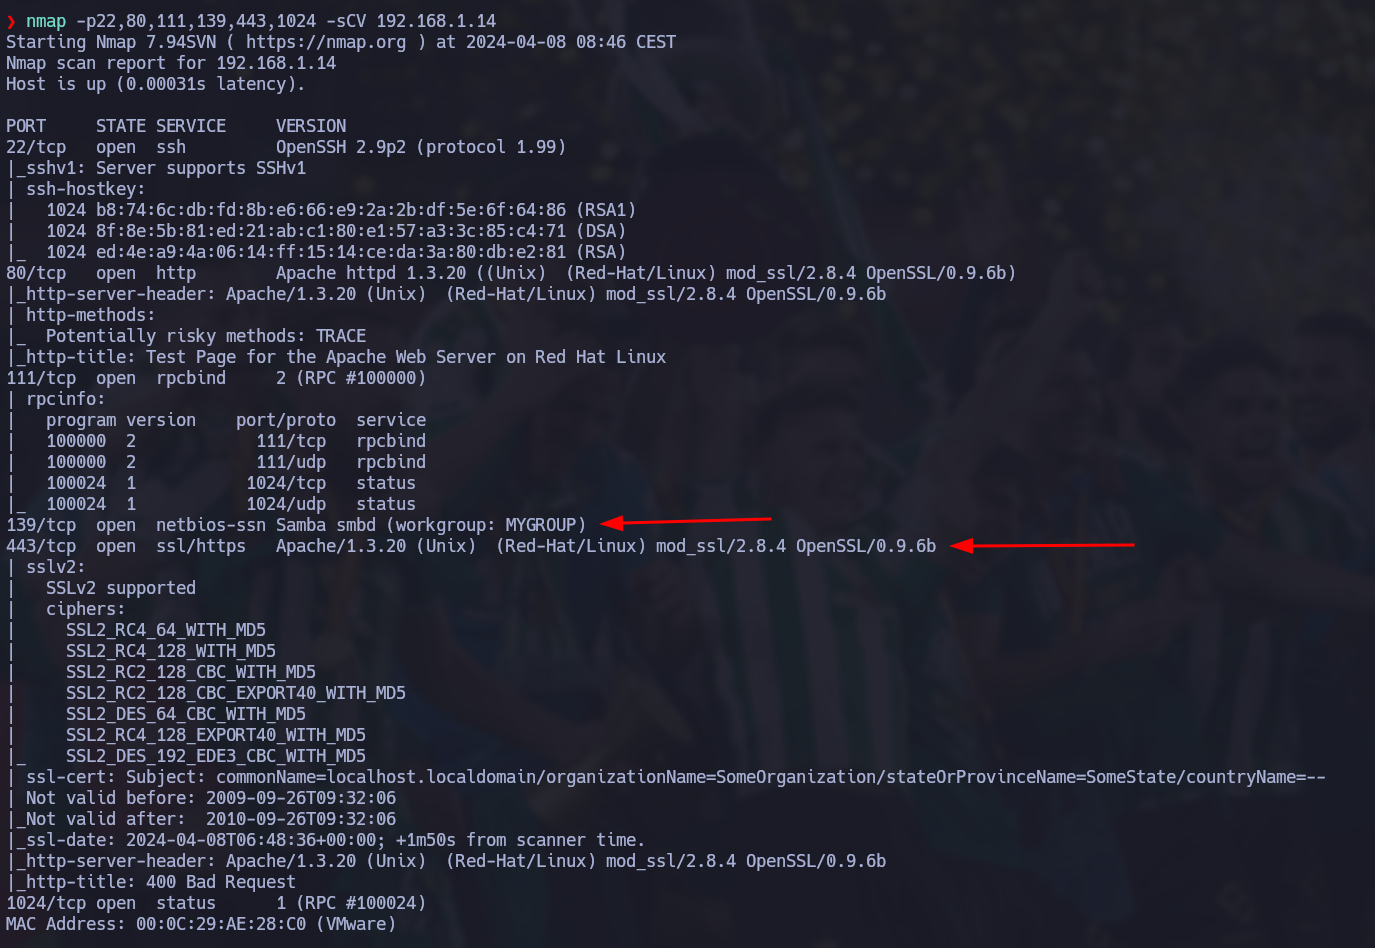 ❯ nmap -p22,80,111,139,443,1024 -sCV 192.168.1.14
Starting Nmap 7.94SVN ( https://nmap.org ) at 2024-04-08 08:46 CEST
Nmap scan report for 192.168.1.14
Host is up (0.00031s latency).

PORT     STATE SERVICE     VERSION
22/tcp   open  ssh         OpenSSH 2.9p2 (protocol 1.99)
|_sshv1: Server supports SSHv1
| ssh-hostkey:
|   1024 b8:74:6c:db:fd:8b:e6:66:e9:2a:2b:df:5e:6f:64:86 (RSA1)
|   1024 8f:8e:5b:81:ed:21:ab:c1:80:e1:57:a3:3c:85:c4:71 (DSA)
|_  1024 ed:4e:a9:4a:06:14:ff:15:14:ce:da:3a:80:db:e2:81 (RSA)
80/tcp   open  http        Apache httpd 1.3.20 ((Unix)  (Red-Hat/Linux) mod_ssl/2.8.4 OpenSSL/0.9.6b)
|_http-server-header: Apache/1.3.20 (Unix)  (Red-Hat/Linux) mod_ssl/2.8.4 OpenSSL/0.9.6b
| http-methods:
|_  Potentially risky methods: TRACE
|_http-title: Test Page for the Apache Web Server on Red Hat Linux
111/tcp  open  rpcbind     2 (RPC #100000)
| rpcinfo:
|   program version    port/proto  service
|   100000  2            111/tcp   rpcbind
|   100000  2            111/udp   rpcbind
|   100024  1           1024/tcp   status
|_  100024  1           1024/udp   status
139/tcp  open  netbios-ssn Samba smbd (workgroup: MYGROUP)
443/tcp  open  ssl/https   Apache/1.3.20 (Unix)  (Red-Hat/Linux) mod_ssl/2.8.4 OpenSSL/0.9.6b
| sslv2:
|   SSLv2 supported
|   ciphers:
|     SSL2_RC4_64_WITH_MD5
|     SSL2_RC4_128_WITH_MD5
|     SSL2_RC2_128_CBC_WITH_MD5
|     SSL2_RC2_128_CBC_EXPORT40_WITH_MD5
|     SSL2_DES_64_CBC_WITH_MD5
|     SSL2_RC4_128_EXPORT40_WITH_MD5
|_    SSL2_DES_192_EDE3_CBC_WITH_MD5
| ssl-cert: Subject: commonName=localhost.localdomain/organizationName=SomeOrganization/stateOrProvinceName=SomeState/countryName=--
| Not valid before: 2009-09-26T09:32:06
|_Not valid after:  2010-09-26T09:32:06
|_ssl-date: 2024-04-08T06:48:36+00:00; +1m50s from scanner time.
|_http-server-header: Apache/1.3.20 (Unix)  (Red-Hat/Linux) mod_ssl/2.8.4 OpenSSL/0.9.6b
|_http-title: 400 Bad Request
1024/tcp open  status      1 (RPC #100024)
MAC Address: 00:0C:29:AE:28:C0 (VMware)